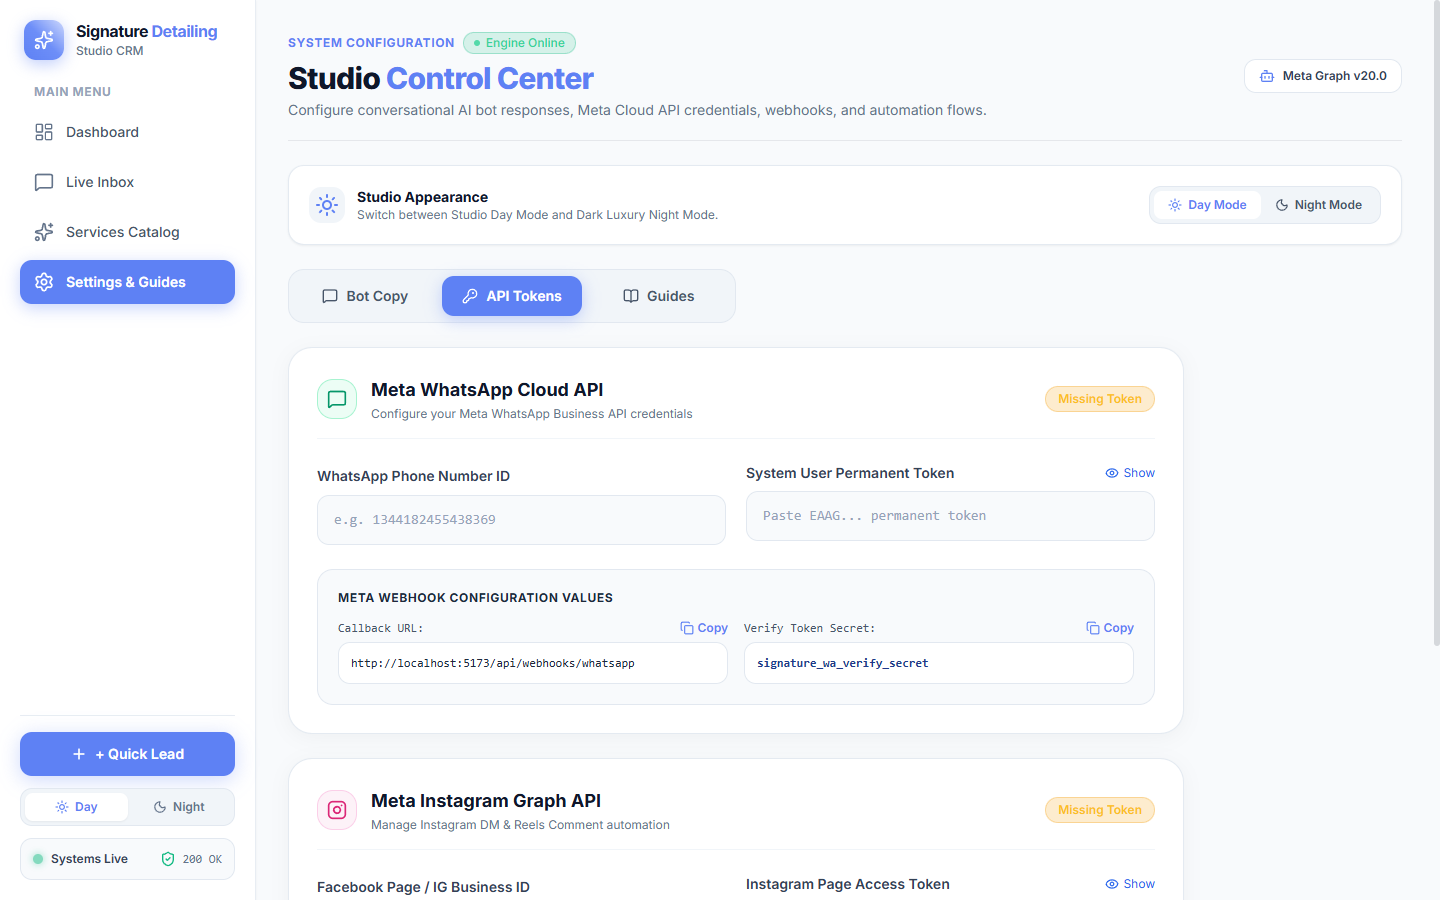 Signature Detailing
Studio CRM
MAIN MENU
Dashboard
Live Inbox
Services Catalog
Settings & Guides
+ Quick Lead
Day
Night
Systems Live
200 OK
SYSTEM CONFIGURATION
Engine Online
Studio Control Center
Configure conversational AI bot responses, Meta Cloud API credentials, webhooks, and automation flows.
Meta Graph v20.0
Studio Appearance
Switch between Studio Day Mode and Dark Luxury Night Mode.
Day Mode
Night Mode
Bot Copy
API Tokens
Guides
Meta WhatsApp Cloud API
Configure your Meta WhatsApp Business API credentials
Missing Token
WhatsApp Phone Number ID
e.g. 1344182455438369
System User Permanent Token
Show
Paste EAAG... permanent token
META WEBHOOK CONFIGURATION VALUES
Callback URL:
Copy
http://localhost:5173/api/webhooks/whatsapp
Verify Token Secret:
Copy
signature_wa_verify_secret
Meta Instagram Graph API
Manage Instagram DM & Reels Comment automation
Missing Token
Facebook Page / IG Business ID
Instagram Page Access Token
Show